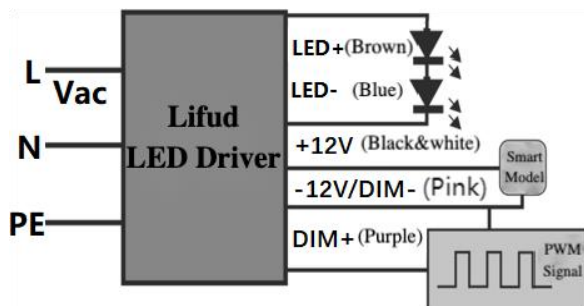 L
Vac
N
PE
Lifud
LED Driver
LED+(Brown)
LED- (Blue)
+12V (Black&white)
-12V/DIM- (Pink)
DIM+ (Purple)
Smart
Model
PWM
Signal